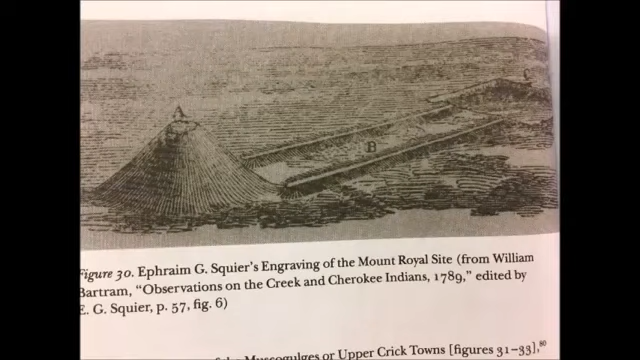 A
B
Figure 30. Ephraim G. Squier's Engraving of the Mount Royal Site (from William
Bartram, "Observations on the Creek and Cherokee Indians, 1789," edited by
E. G. Squier, p. 57, fig. 6)
Muscogulges or Upper Crick Towns [figures 31–33],80